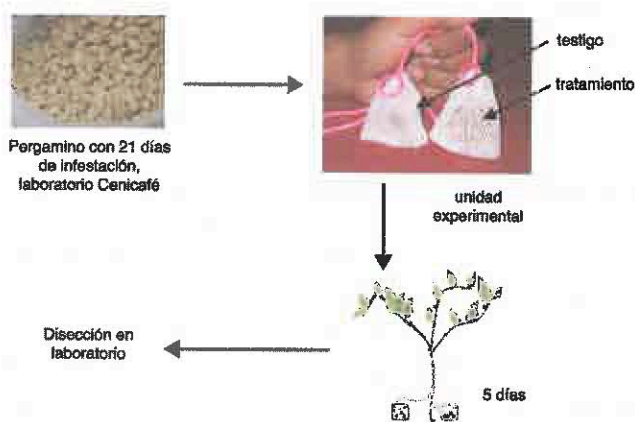 testigo
tratamiento
Pergamino con 21 días
de infestación,
laboratorio Cenicafé
unidad
experimental
Disección en
laboratorio
5 días